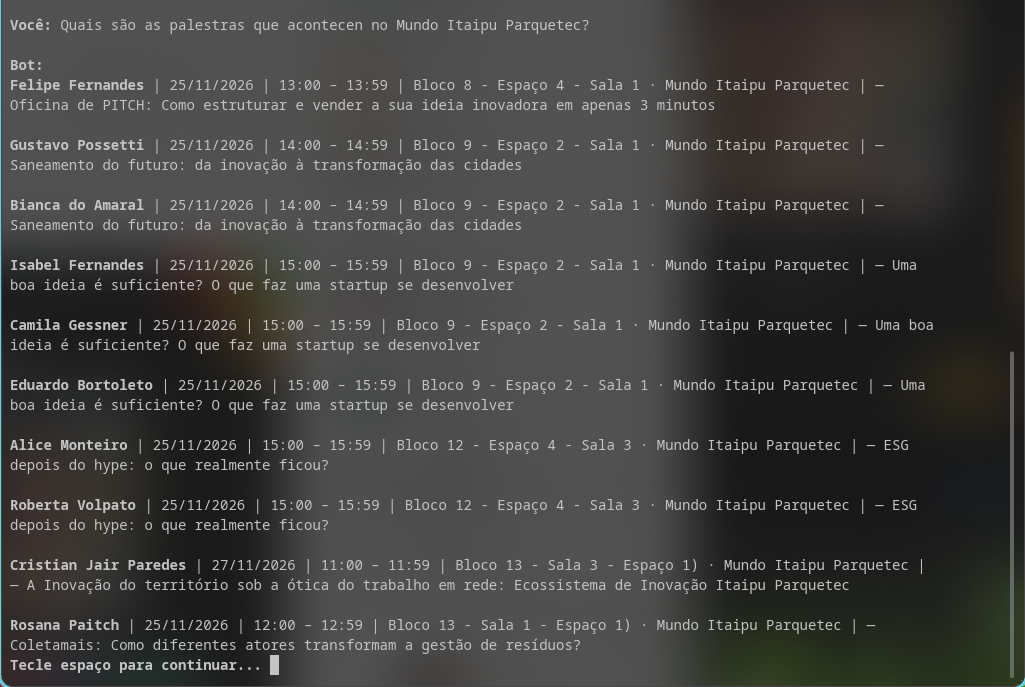 Você: Quais são as palestras que acontecen no Mundo Itaipu Parquetec?
Bot:
Felipe Fernandes | 25/11/2026 | 13:00 – 13:59 | Bloco 8 - Espaço 4 - Sala 1 · Mundo Itaipu Parquetec | —
Oficina de PITCH: Como estruturar e vender a sua ideia inovadora em apenas 3 minutos
Gustavo Possetti | 25/11/2026 | 14:00 – 14:59 | Bloco 9 - Espaço 2 - Sala 1 · Mundo Itaipu Parquetec | —
Saneamento do futuro: da inovação à transformação das cidades
Bianca do Amaral | 25/11/2026 | 14:00 – 14:59 | Bloco 9 - Espaço 2 - Sala 1 · Mundo Itaipu Parquetec | —
Saneamento do futuro: da inovação à transformação das cidades
Isabel Fernandes | 25/11/2026 | 15:00 – 15:59 | Bloco 9 - Espaço 2 - Sala 1 · Mundo Itaipu Parquetec | — Uma
boa ideia é suficiente? O que faz uma startup se desenvolver
Camila Gessner | 25/11/2026 | 15:00 – 15:59 | Bloco 9 - Espaço 2 - Sala 1 · Mundo Itaipu Parquetec | — Uma boa
ideia é suficiente? O que faz uma startup se desenvolver
Eduardo Bortoleto | 25/11/2026 | 15:00 – 15:59 | Bloco 9 - Espaço 2 - Sala 1 · Mundo Itaipu Parquetec | — Uma
boa ideia é suficiente? O que faz uma startup se desenvolver
Alice Monteiro | 25/11/2026 | 15:00 – 15:59 | Bloco 12 - Espaço 4 - Sala 3 · Mundo Itaipu Parquetec | — ESG
depois do hype: o que realmente ficou?
Roberta Volpato | 25/11/2026 | 15:00 – 15:59 | Bloco 12 - Espaço 4 - Sala 3 · Mundo Itaipu Parquetec | — ESG
depois do hype: o que realmente ficou?
Cristian Jair Paredes | 27/11/2026 | 11:00 – 11:59 | Bloco 13 - Sala 3 - Espaço 1) · Mundo Itaipu Parquetec |
— A Inovação do território sob a ótica do trabalho em rede: Ecossistema de Inovação Itaipu Parquetec
Rosana Paitch | 25/11/2026 | 12:00 – 12:59 | Bloco 13 - Sala 1 - Espaço 1) · Mundo Itaipu Parquetec | —
Coletamais: Como diferentes atores transformam a gestão de resíduos?
Tecle espaço para continuar...